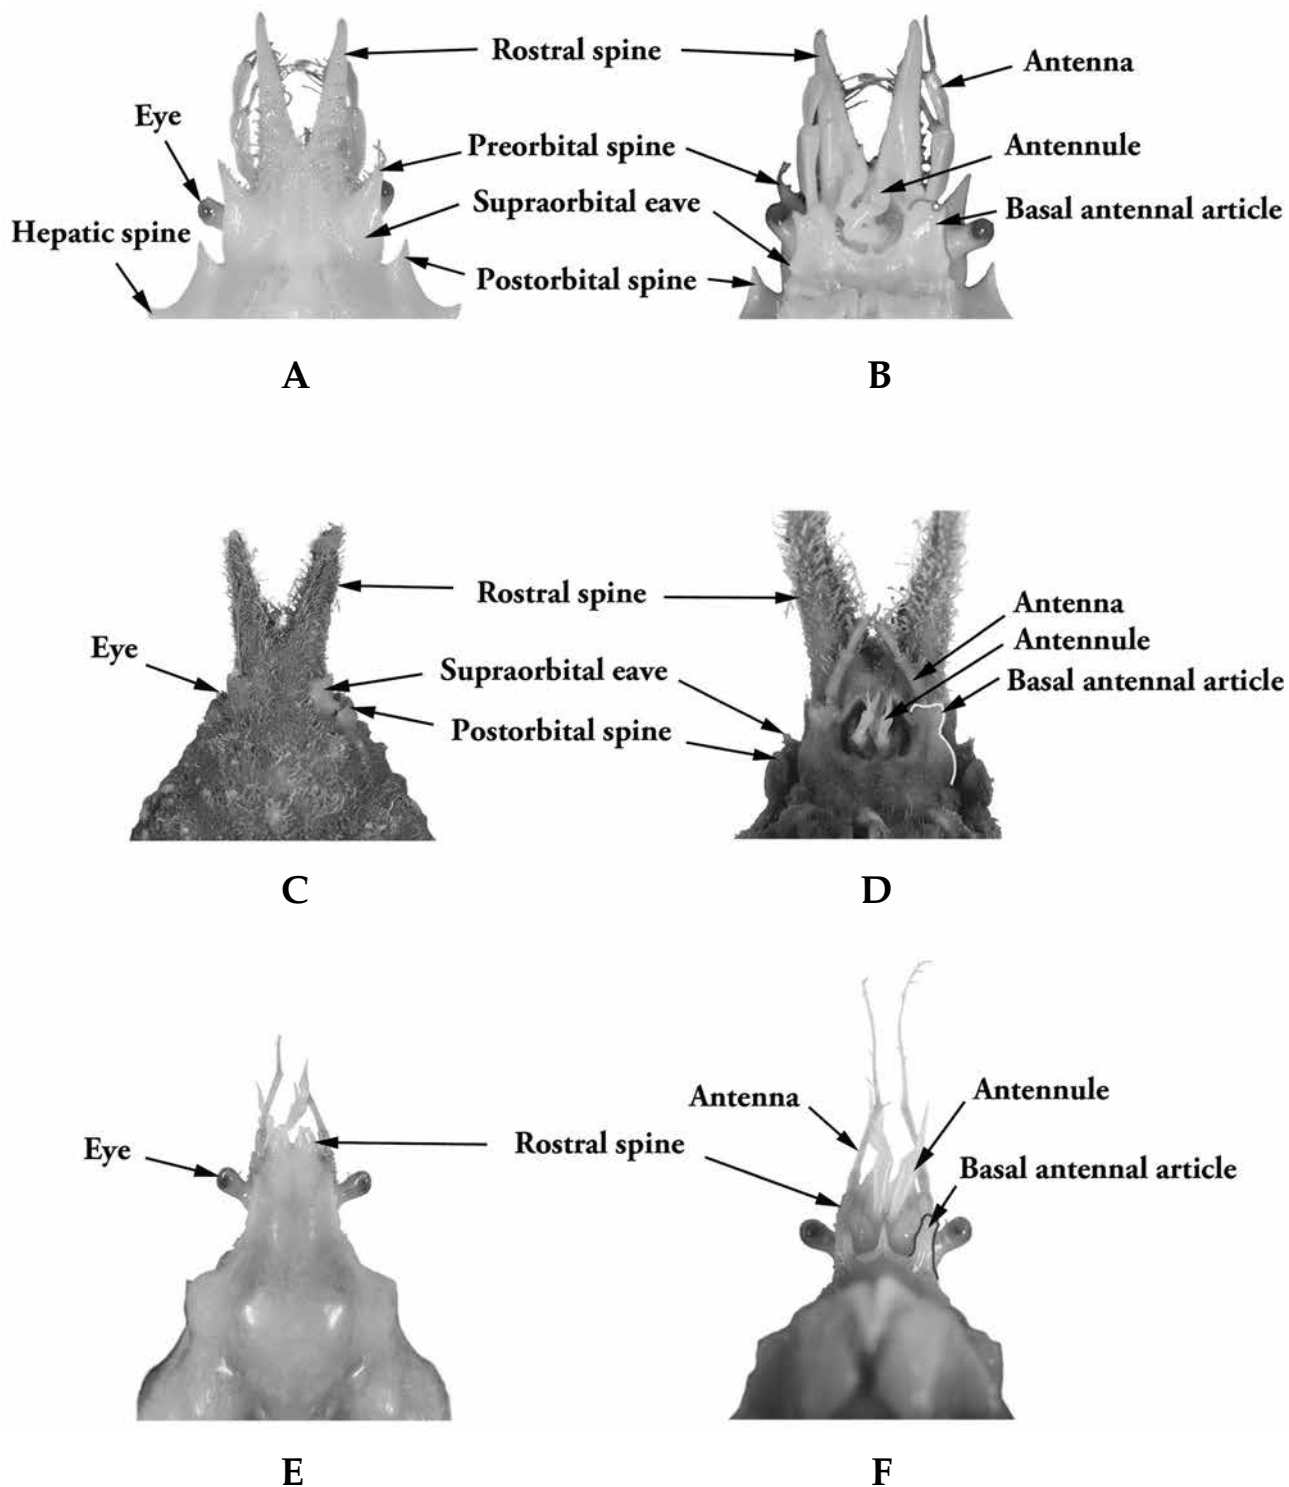 Rostral spine
Antenna
Eye
Preorbital spine
Antennule
Supraorbital eave
Basal antennal article
Hepatic spine
Postorbital spine
A
B
Rostral spine
Antenna
Antennule
Eye
Supraorbital eave
Basal antennal article
Postorbital spine
C
D
Antenna
Antennule
Eye
Rostral spine
Basal antennal article
E
F